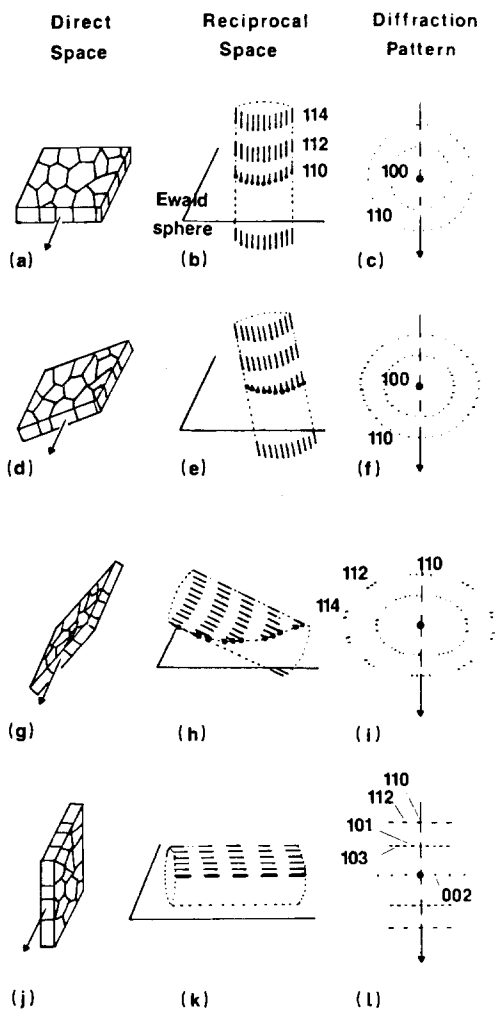 Direct Space
Reciprocal Space
Diffraction Pattern
114
112
110
Ewald sphere
100
110
(a)
(b)
(c)
100
110
(d)
(e)
(f)
112
110
114
(g)
(h)
(i)
110
112
101
103
002
(j)
(k)
(l)